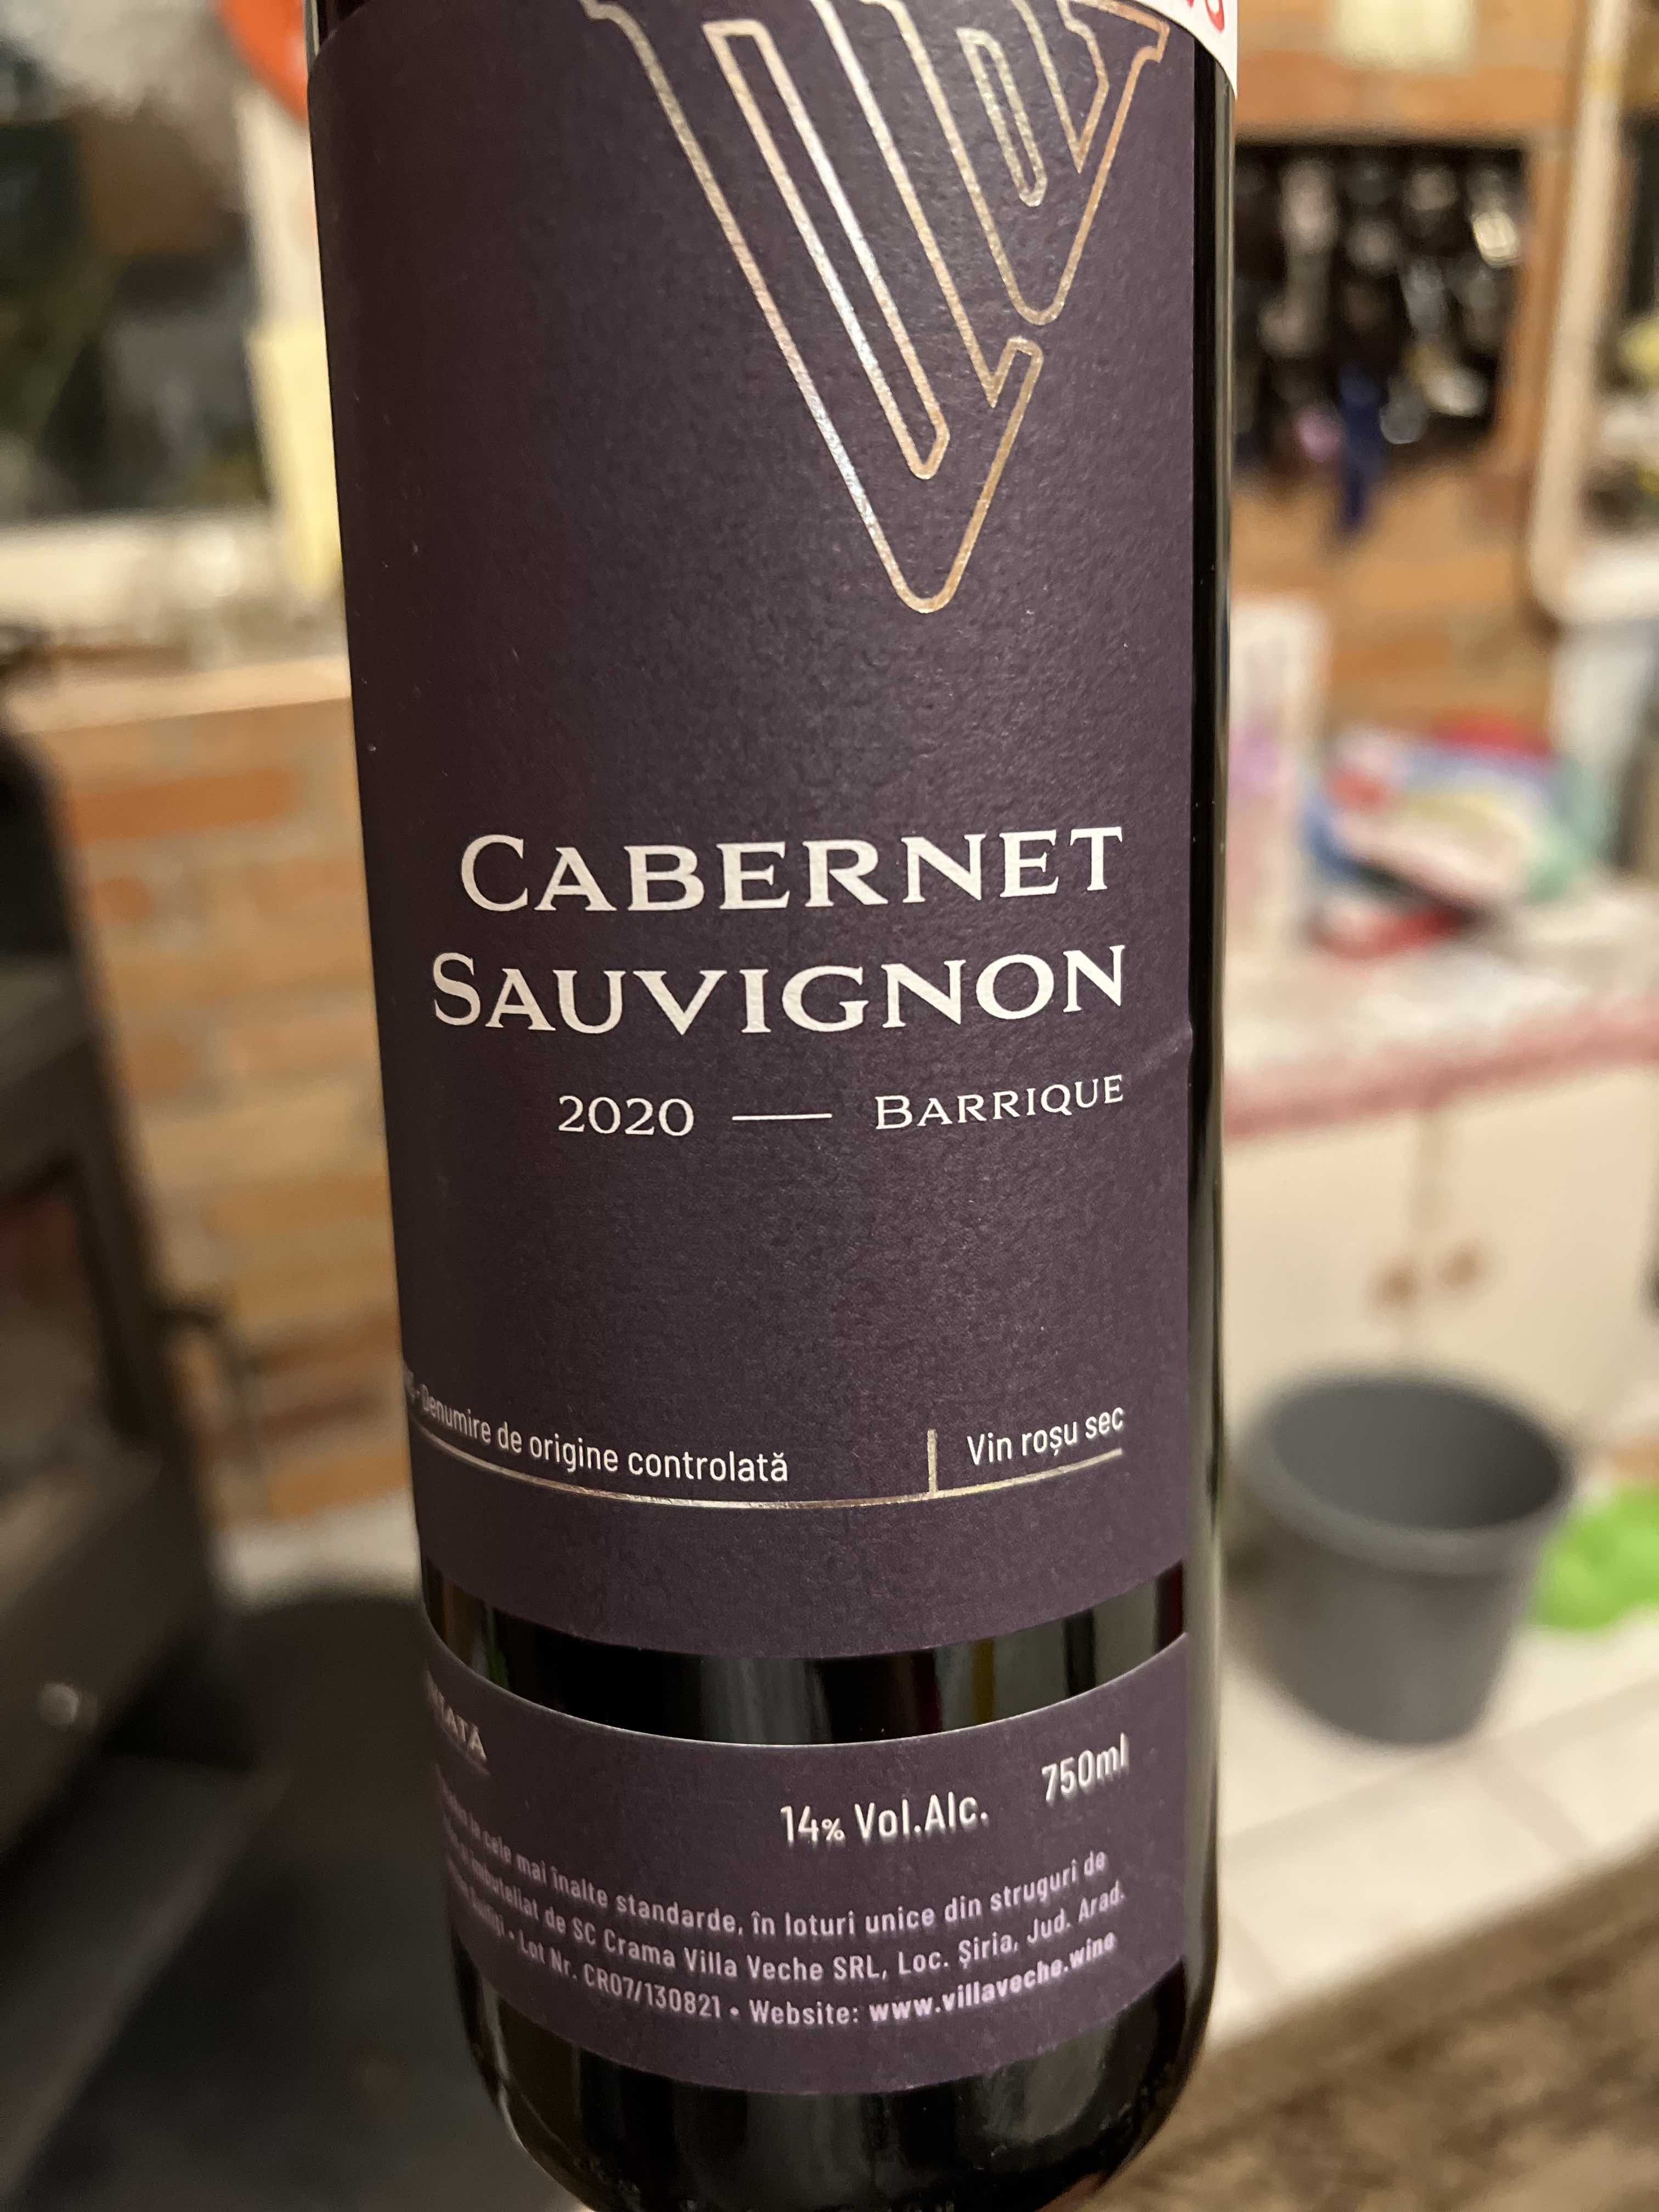 CABERNET
SAUVIGNON
2020 — BARRIQUE
Denumire de origine controlată
Vin roșu sec
14% Vol.Alc.
750ml
cele mai înalte standarde, în loturi unice din struguri de
îmbuteliat de SC Crama Villa Veche SRL, Loc. Șiria, Jud. Arad.
Lot Nr. CR07/130821 • Website: www.villaveche.wine